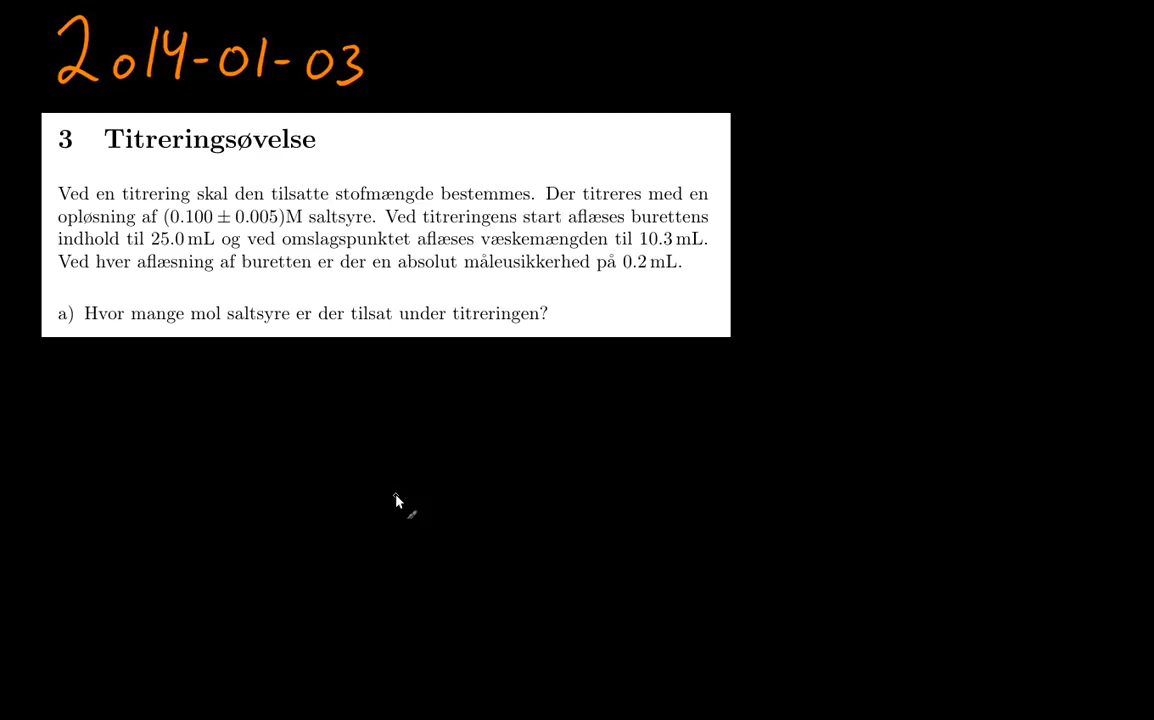 2014-01-03
3 Titreringsøvelse
Ved en titrering skal den tilsatte stofmængde bestemmes. Der titreres med en
opløsning af (0.100 ± 0.005)M saltsyre. Ved titreringens start aflæses burettens
indhold til 25.0 mL og ved omslagspunktet aflæses væskemængden til 10.3 mL.
Ved hver aflæsning af buretten er der en absolut måleusikkerhed på 0.2 mL.
a) Hvor mange mol saltsyre er der tilsat under titreringen?